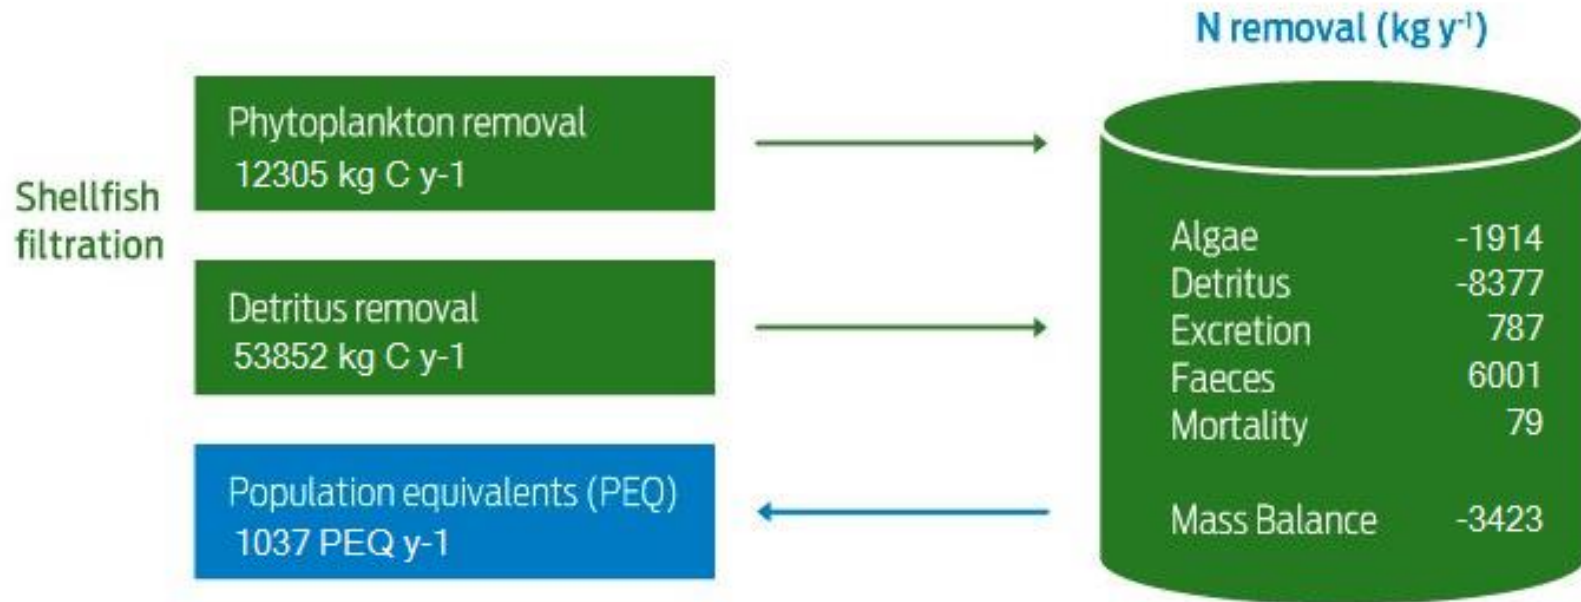 N removal (kg y⁻¹)
Shellfish
filtration
Phytoplankton removal
12305 kg C y-1
Detritus removal
53852 kg C y-1
Population equivalents (PEQ)
1037 PEQ y-1
Algae -1914
Detritus -8377
Excretion 787
Faeces 6001
Mortality 79
Mass Balance -3423